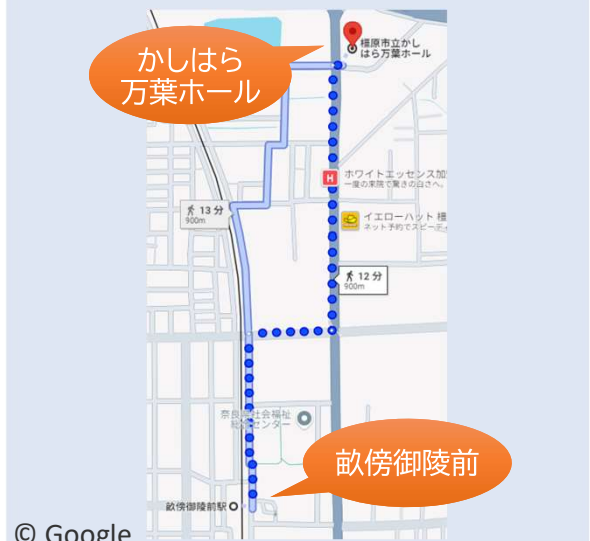 かしはら
万葉ホール
橿原市立かし
はら万葉ホール
H
ホワイトエッセンス加
一度の来院で驚きの白さへ。
13 分
900m
イエローハット 橿
ネット予約でスピーディ
12 分
900m
奈良県社会福祉
総合センター
畝傍御陵前
畝傍御陵前駅
© Google